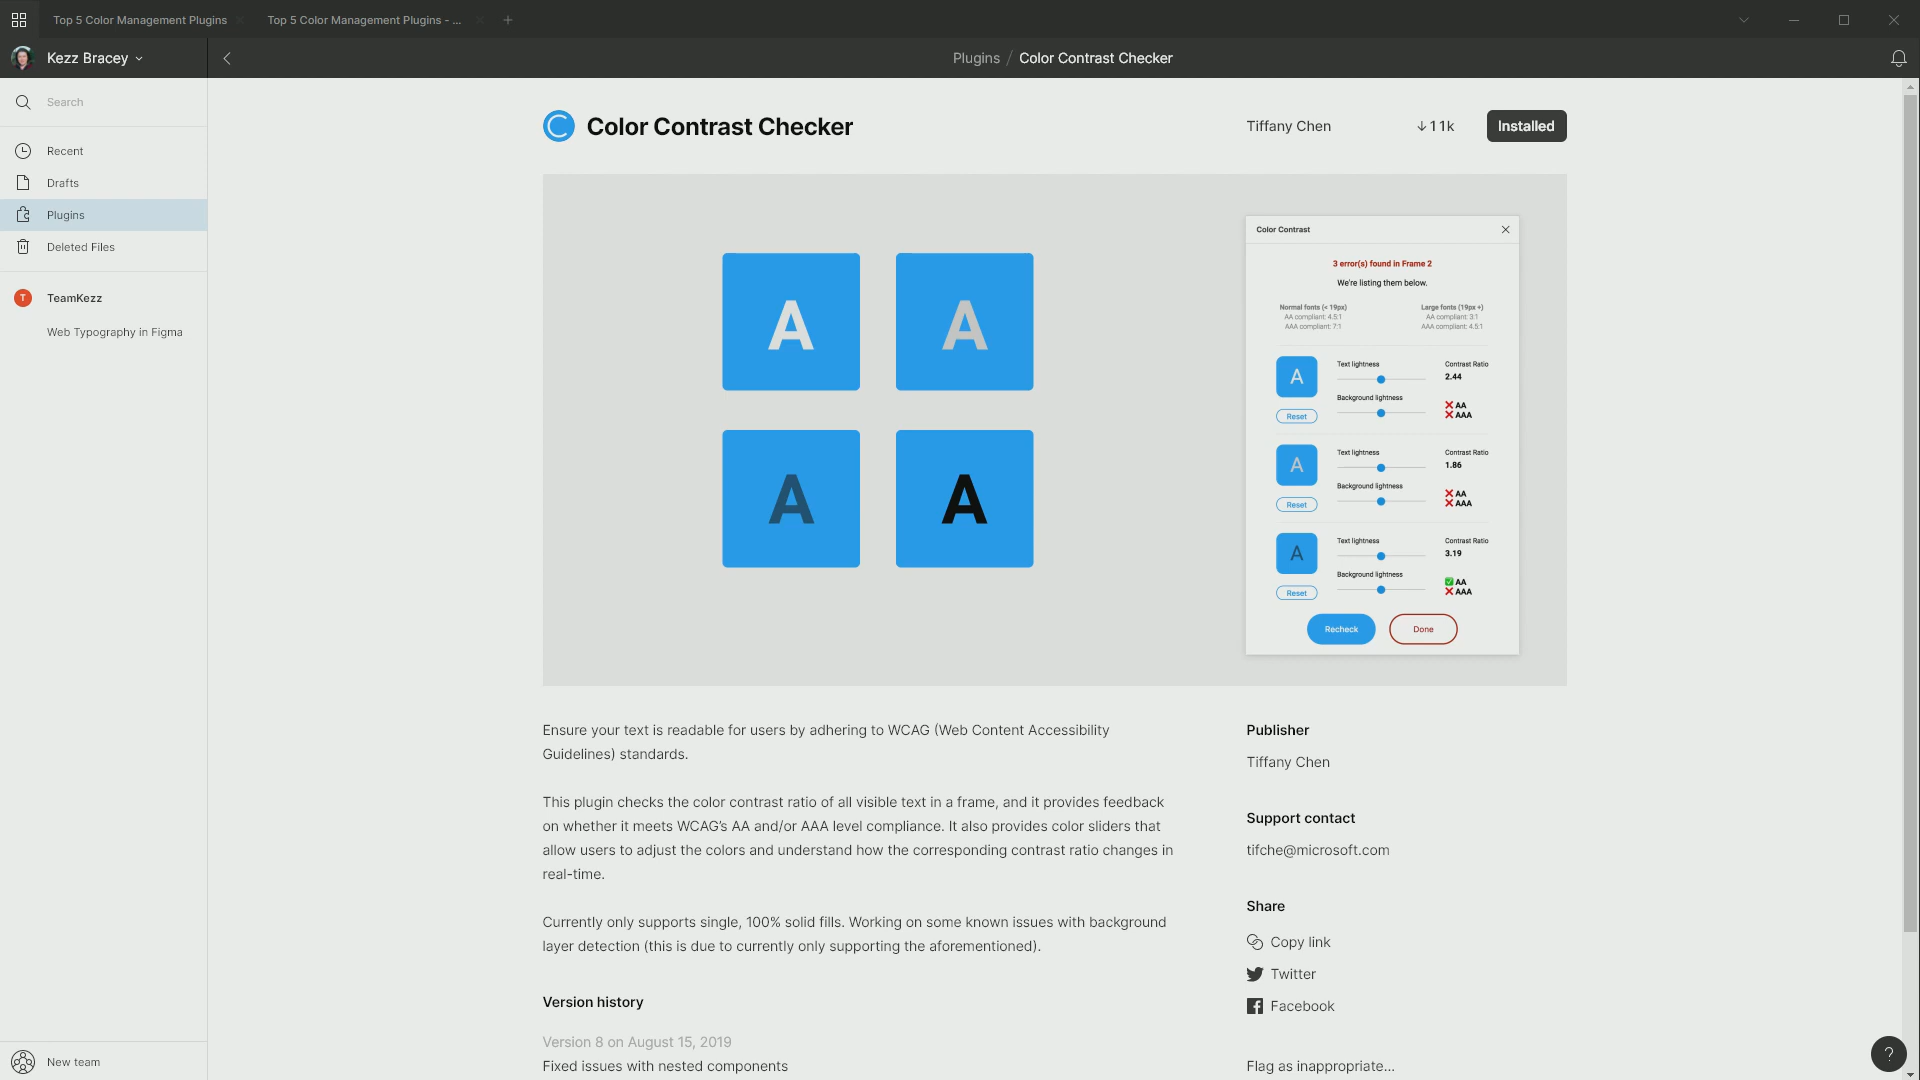 Top 5 Color Management Plugins
Top 5 Color Management Plugins - ...
Kezz Bracey
Plugins / Color Contrast Checker
Search
Recent
Drafts
Plugins
Deleted Files
T
TeamKezz
Web Typography in Figma
New team
C
Color Contrast Checker
Tiffany Chen
11k
Installed
A
A
A
A
Color Contrast
3 error(s) found in Frame 2
We're listing them below.
Normal fonts (< 19px)
AA compliant: 4.5:1
AAA compliant: 7:1
Large fonts (19px +)
AA compliant: 3:1
AAA compliant: 4.5:1
A
Reset
Text lightness
Background lightness
Contrast Ratio
2.44
AA
AAA
A
Reset
Text lightness
Background lightness
Contrast Ratio
1.86
AA
AAA
A
Reset
Text lightness
Background lightness
Contrast Ratio
3.19
AA
AAA
Recheck
Done
Ensure your text is readable for users by adhering to WCAG (Web Content Accessibility
Guidelines) standards.
This plugin checks the color contrast ratio of all visible text in a frame, and it provides feedback
on whether it meets WCAG's AA and/or AAA level compliance. It also provides color sliders that
allow users to adjust the colors and understand how the corresponding contrast ratio changes in
real-time.
Currently only supports single, 100% solid fills. Working on some known issues with background
layer detection (this is due to currently only supporting the aforementioned).
Version history
Version 8 on August 15, 2019
Fixed issues with nested components
Publisher
Tiffany Chen
Support contact
tifche@microsoft.com
Share
Copy link
Twitter
Facebook
Flag as inappropriate...
?